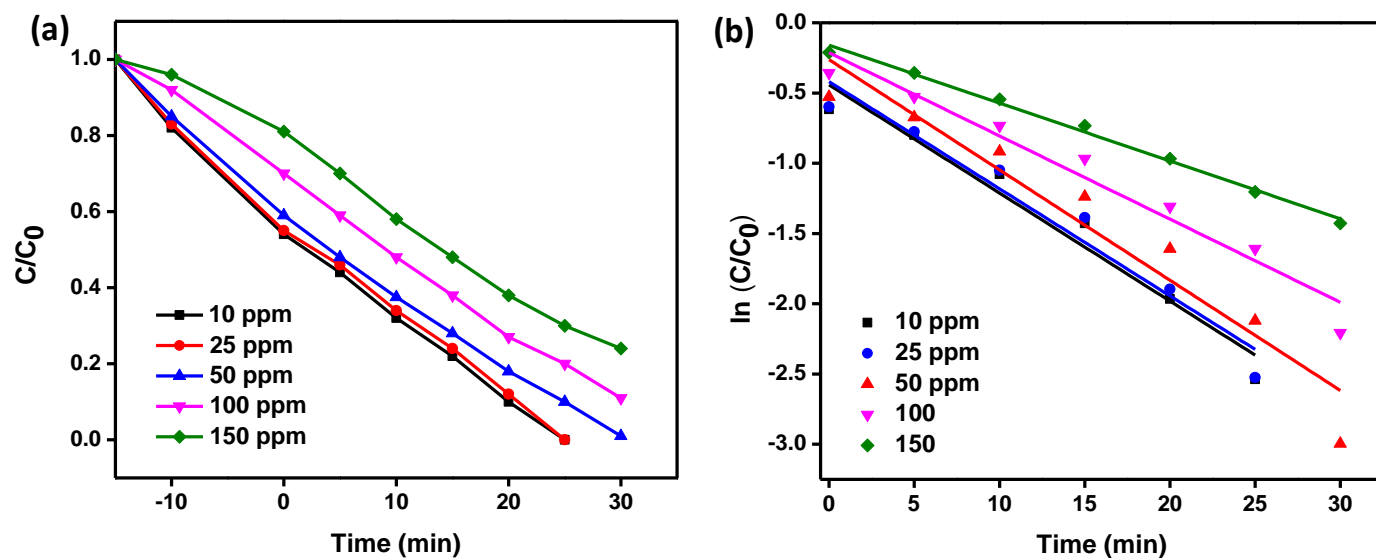 (a)
C/C0
1.0
0.8
0.6
0.4
0.2
0.0
10 ppm
25 ppm
50 ppm
100 ppm
150 ppm
-10 0 10 20 30
Time (min)
(b)
ln (C/C0)
0.0
-0.5
-1.0
-1.5
-2.0
-2.5
-3.0
10 ppm
25 ppm
50 ppm
100
150
0 5 10 15 20 25 30
Time (min)